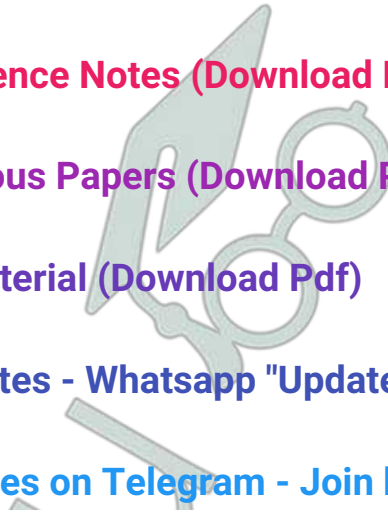 ence Notes (Download
ous Papers (Download
terial (Download Pdf)
tes - Whatsapp "Update
es on Telegram - Join